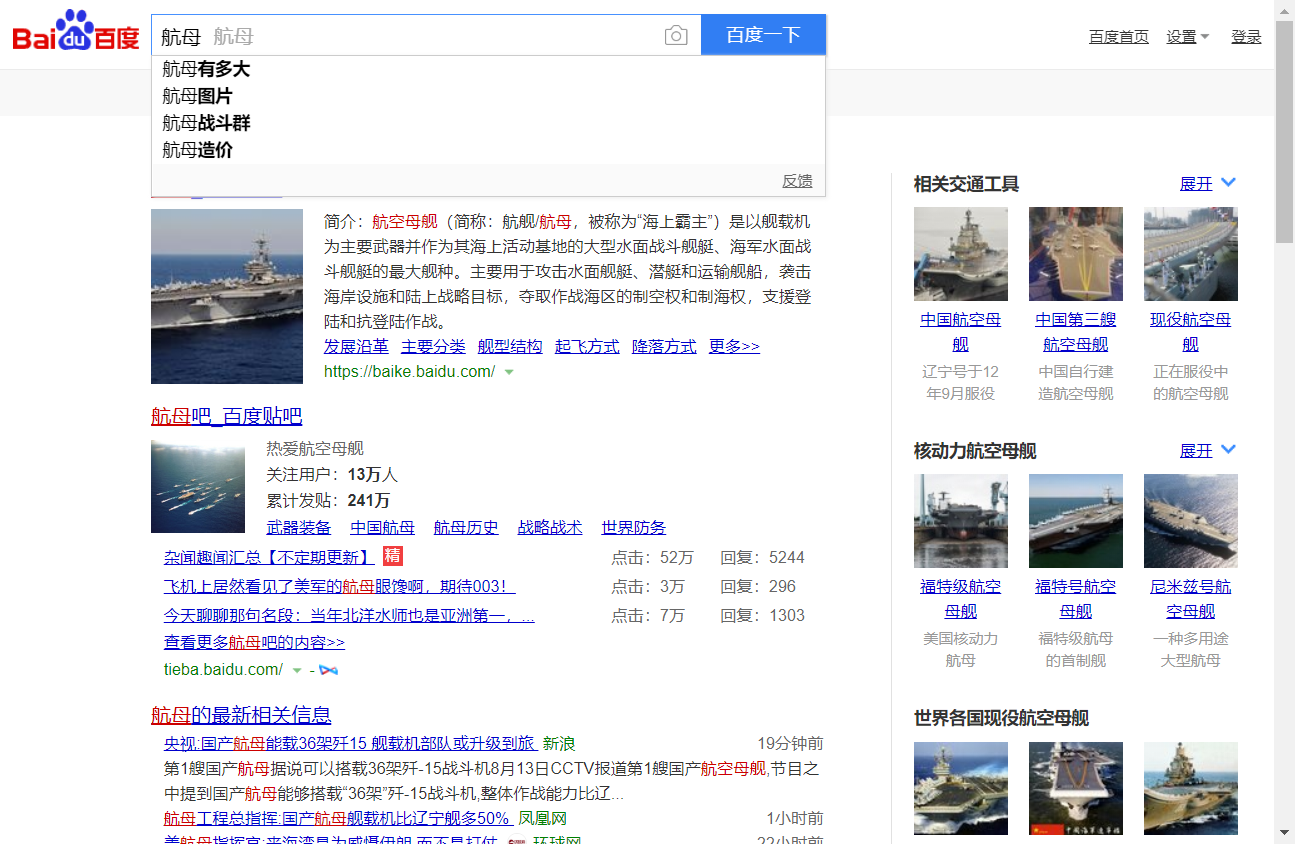 Bai du 百度
航母 航母
百度一下
百度首页 设置 登录
航母有多大
航母图片
航母战斗群
航母造价
反馈
简介：航空母舰（简称：航舰/航母，被称为“海上霸主”）是以舰载机
为主要武器并作为其海上活动基地的大型水面战斗舰艇、海军水面战
斗舰艇的最大舰种。主要用于攻击水面舰艇、潜艇和运输舰船，袭击
海岸设施和陆上战略目标，夺取作战海区的制空权和制海权，支援登
陆和抗登陆作战。
发展沿革 主要分类 舰型结构 起飞方式 降落方式 更多>>
https://baike.baidu.com/
航母吧_百度贴吧
热爱航空母舰
关注用户：13万人
累计发贴：241万
武器装备 中国航母 航母历史 战略战术 世界防务
杂闻趣闻汇总【不定期更新】 精 点击：52万 回复：5244
飞机上居然看见了美军的航母眼馋啊，期待003！ 点击：3万 回复：296
今天聊聊那句名段：当年北洋水师也是亚洲第一，... 点击：7万 回复：1303
查看更多航母吧的内容>>
tieba.baidu.com/ -
航母的最新相关信息
央视:国产航母能载36架歼15 舰载机部队或升级到旅 新浪 19分钟前
第1艘国产航母据说可以搭载36架歼-15战斗机8月13日CCTV报道第1艘国产航空母舰,节目之
中提到国产航母能够搭载“36架”歼-15战斗机,整体作战能力比辽...
航母工程总指挥:国产航母舰载机比辽宁舰多50% 凤凰网 1小时前
美航母指挥官:来海湾是为威慑伊朗 而不是打仗 环球网 22小时前
相关交通工具 展开
中国航空母
舰
辽宁号于12
年9月服役
中国第三艘
航空母舰
中国自行建
造航空母舰
现役航空母
舰
正在服役中
的航空母舰
核动力航空母舰 展开
福特级航空
母舰
美国核动力
航母
福特号航空
母舰
福特级航母
的首制舰
尼米兹号航
空母舰
一种多用途
大型航母
世界各国现役航空母舰